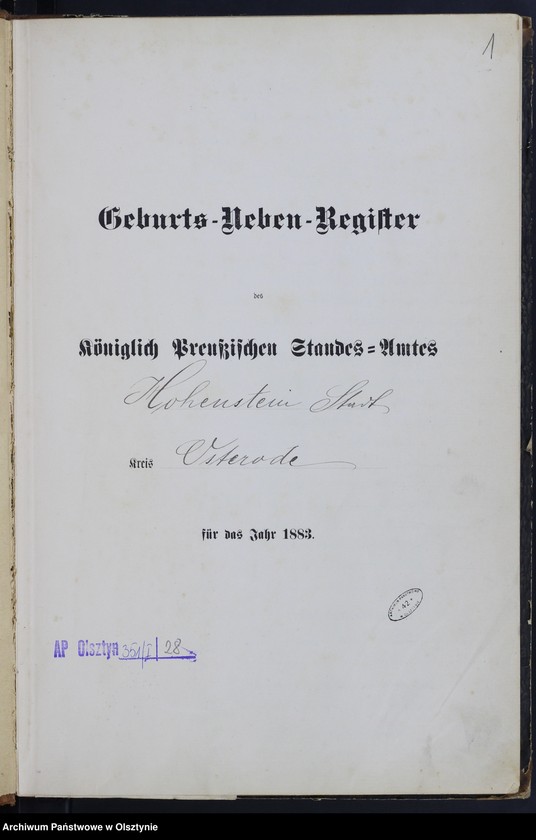 1
Geburts-Neben-Register
des
Königlich Preußischen Standes-Amtes
Hohenstein Stadt
Kreis Osterode
für das Jahr 1883.
42
AP Olsztyn 351/I 28
Archiwum Państwowe w Olsztynie